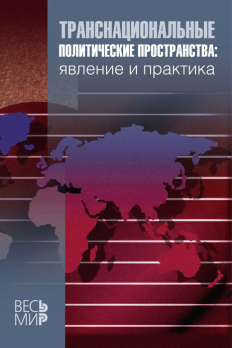 ТРАНСНАЦИОНАЛЬНЫЕ
ПОЛИТИЧЕСКИЕ ПРОСТРАНСТВА:
явление и практика
ВЕСЬ
МИР